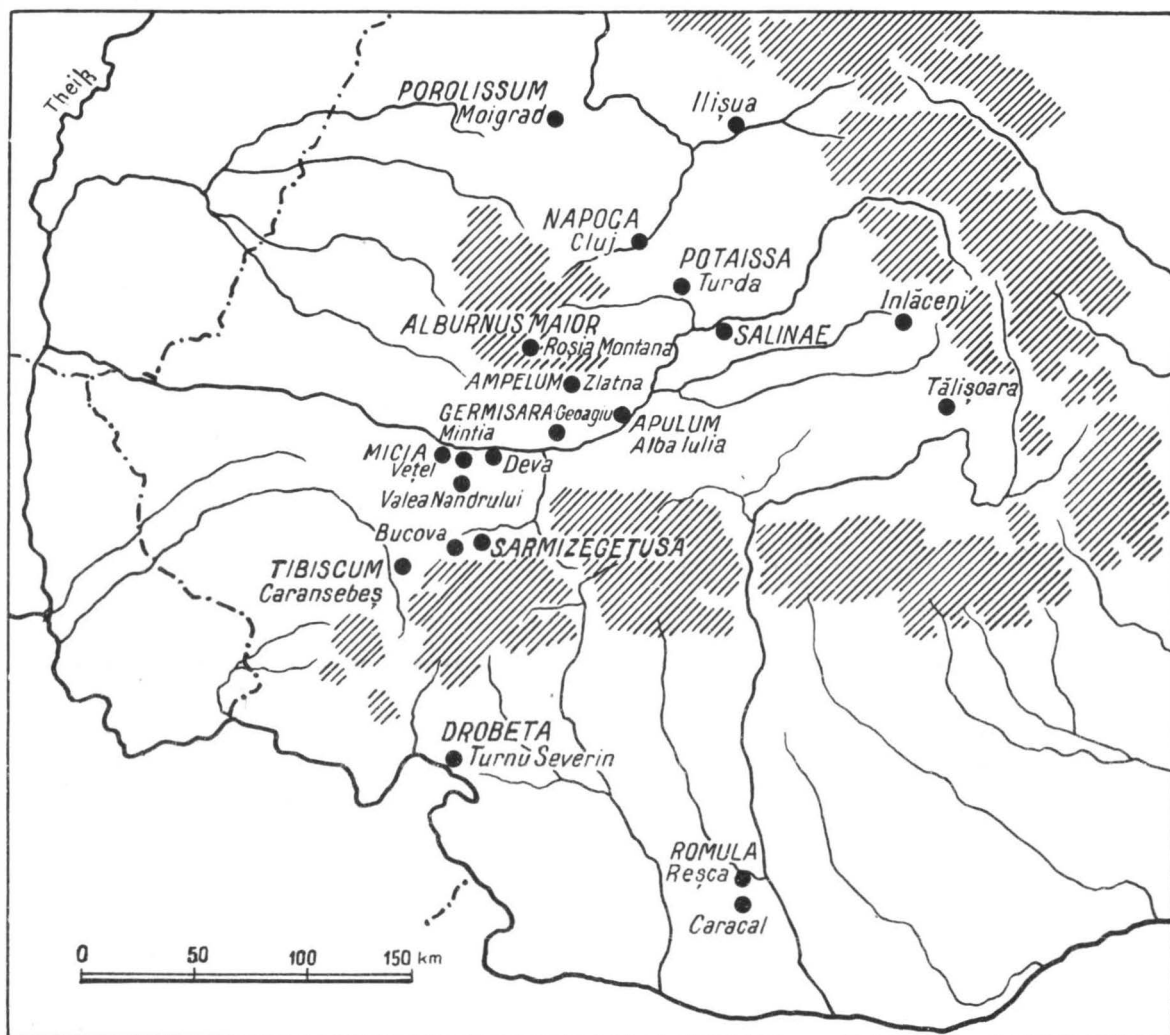 Theiß
POROLISSUM
Moigrad
Ilișua
NAPOCA
Cluj
POTAISSA
Turda
Inlăceni
ALBURNUS MAIOR
Roșia Montana
SALINAE
AMPELUM Zlatna
Tălișoara
GERMISARA Geoagiu
APULUM
Alba Iulia
Mintia
MICIA
Vețel
Deva
Valea Nandrului
Bucova
SARMIZEGETUSA
TIBISCUM
Caransebeș
DROBETA
Turnù Severin
ROMULA
Reșca
Caracal
0 50 100 150 km